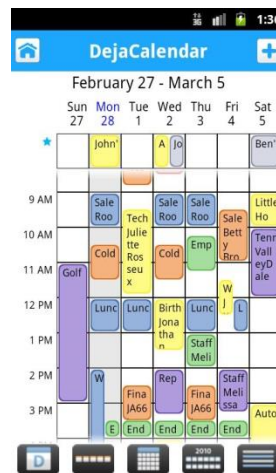 3G 1:36
DejaCalendar
February 27 - March 5
Sun Mon Tue Wed Thu Fri Sat
27 28 1 2 3 4 5
John' A Jo Ben'
9 AM
Sale Roo
Sale Roo
Sale Roo
Little Ho
Tech Julie tte Ros seu x
Sale Bett y Bro
10 AM
Cold
Cold
Emp
Tenn Vall eyD ale
11 AM
Golf
W J
12 PM
Lunc
Lunc
Birth Jona tha n
Lunc
L
1 PM
Staff Meli
2 PM
W
Rep
Staff Meli ssa
Fina JA66
Fina JA66
3 PM
Auto
E
End
End
End
End
D
2010